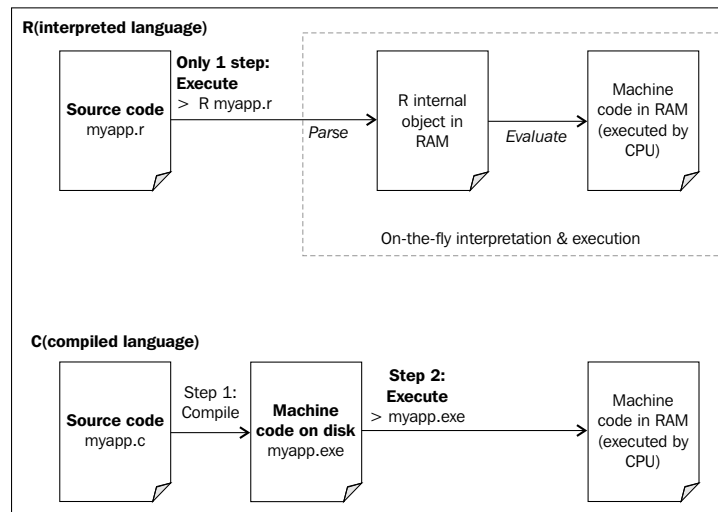 R(interpreted language)
Only 1 step:
Execute
> R myapp.r
Source code
myapp.r
Parse
R internal
object in
RAM
Evaluate
Machine
code in RAM
(executed by
CPU)
On-the-fly interpretation & execution
C(compiled language)
Source code
myapp.c
Step 1:
Compile
Machine
code on disk
myapp.exe
Step 2:
Execute
> myapp.exe
Machine
code in RAM
(executed by
CPU)